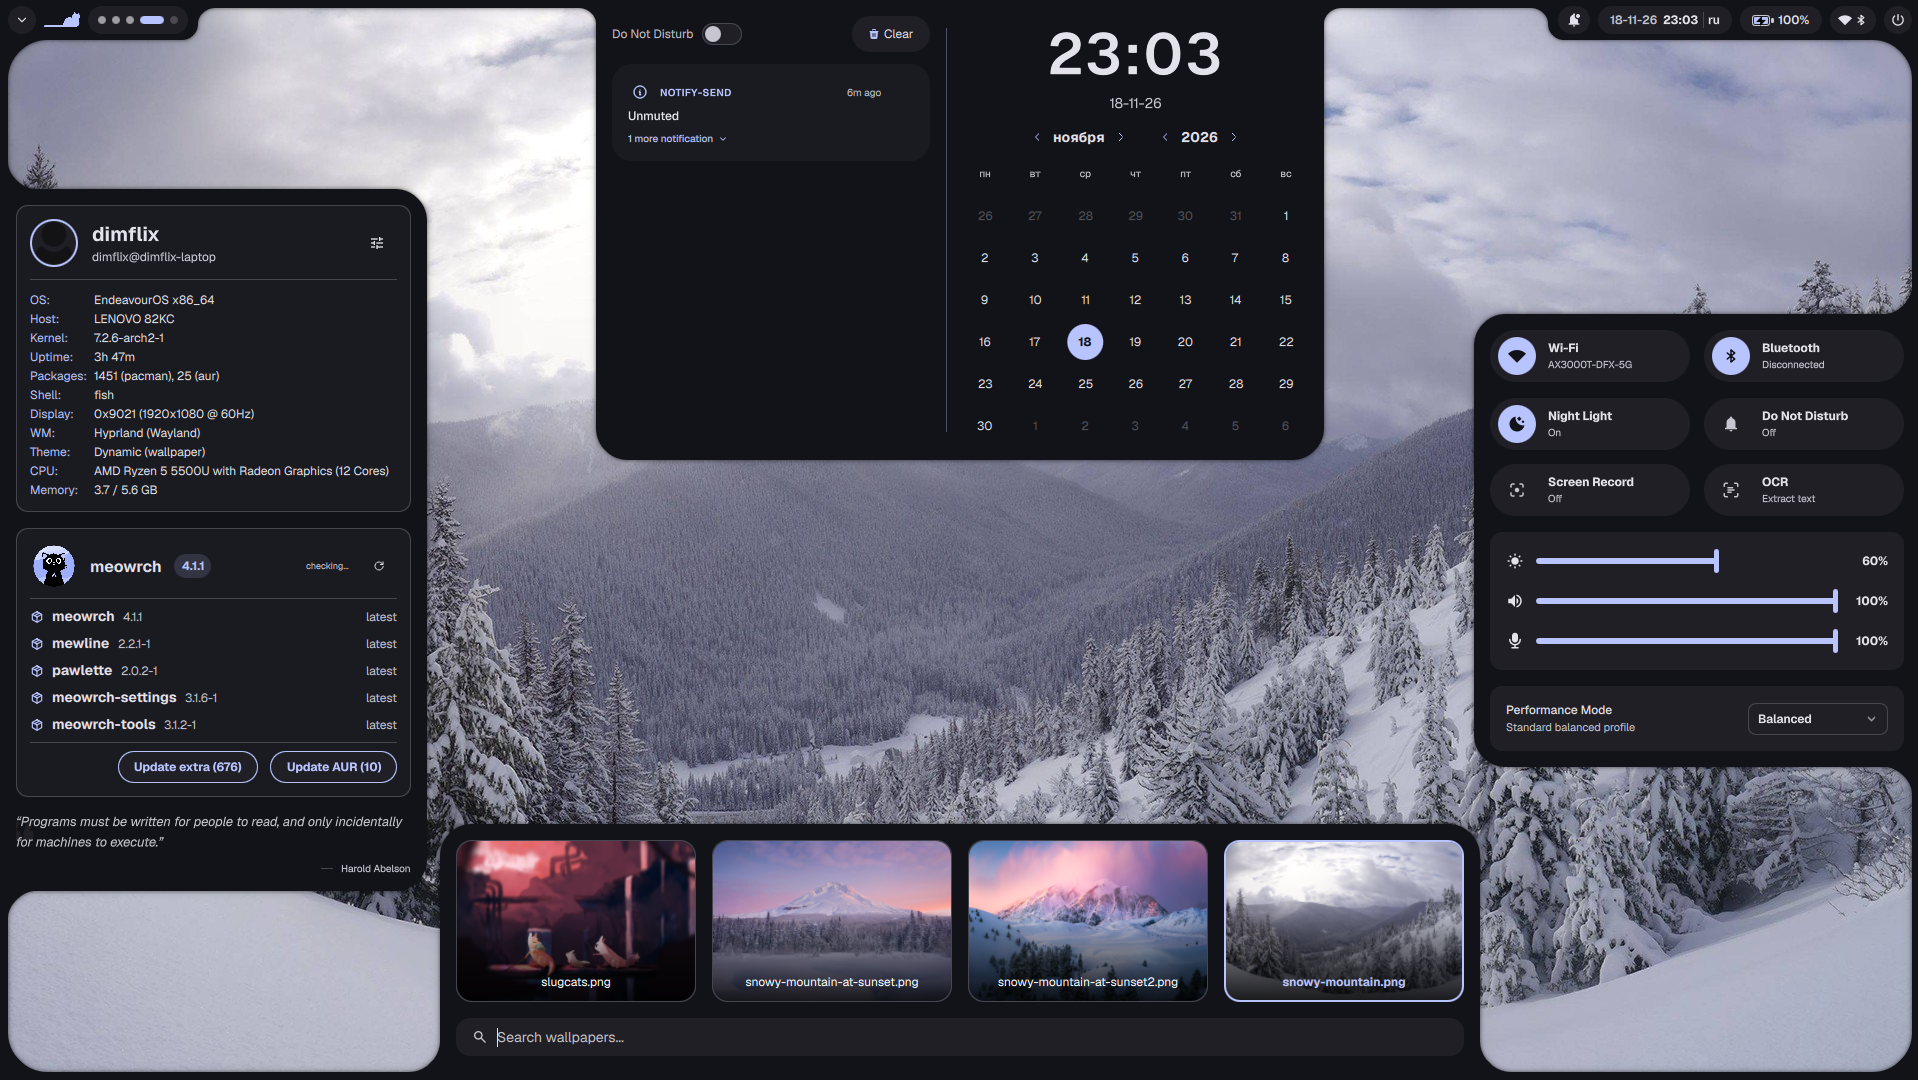 18-11-26 23:03 ru
100%
Do Not Disturb
Clear
NOTIFY-SEND
6m ago
Unmuted
1 more notification
23:03
18-11-26
ноября
2026
пн вт ср чт пт сб вс
26 27 28 29 30 31 1
2 3 4 5 6 7 8
9 10 11 12 13 14 15
16 17 18 19 20 21 22
23 24 25 26 27 28 29
30 1 2 3 4 5 6
dimflix
dimflix@dimflix-laptop
OS: EndeavourOS x86_64
Host: LENOVO 82KC
Kernel: 7.2.6-arch2-1
Uptime: 3h 47m
Packages: 1451 (pacman), 25 (aur)
Shell: fish
Display: 0x9021 (1920x1080 @ 60Hz)
WM: Hyprland (Wayland)
Theme: Dynamic (wallpaper)
CPU: AMD Ryzen 5 5500U with Radeon Graphics (12 Cores)
Memory: 3.7 / 5.6 GB
meowrch 4.1.1 checking...
meowrch 4.1.1 latest
mewline 2.2.1-1 latest
pawlette 2.0.2-1 latest
meowrch-settings 3.1.6-1 latest
meowrch-tools 3.1.2-1 latest
Update extra (676)
Update AUR (10)
“Programs must be written for people to read, and only incidentally
for machines to execute.”
— Harold Abelson
Wi-Fi
AX3000T-DFX-5G
Bluetooth
Disconnected
Night Light
On
Do Not Disturb
Off
Screen Record
Off
OCR
Extract text
60%
100%
100%
Performance Mode
Standard balanced profile
Balanced
slugcats.png
snowy-mountain-at-sunset.png
snowy-mountain-at-sunset2.png
snowy-mountain.png
Search wallpapers...